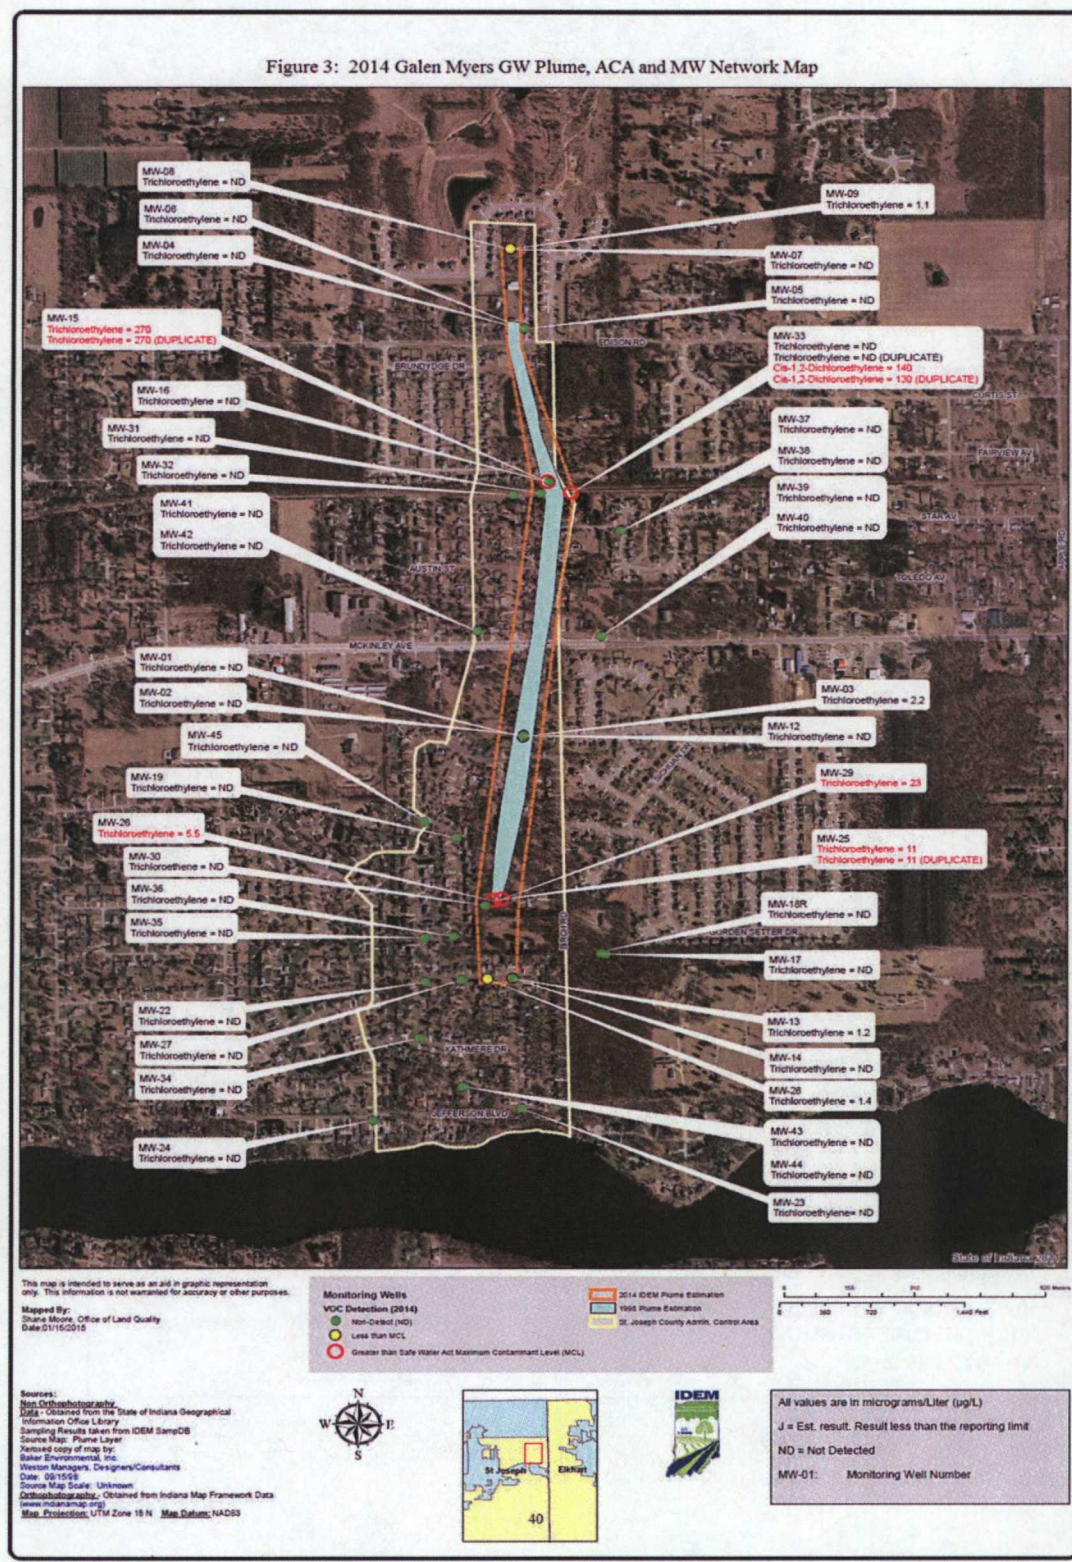 Figure 3: 2014 Galen Myers GW Plume, ACA and MW Network Map
MW-08
Trichloroethylene = ND
MW-06
Trichloroethylene = ND
MW-04
Trichloroethylene = ND
MW-15
Trichloroethylene = 270
Trichloroethylene = 270 (DUPLICATE)
MW-16
Trichloroethylene = ND
MW-31
Trichloroethylene = ND
MW-32
Trichloroethylene = ND
MW-41
Trichloroethylene = ND
MW-42
Trichloroethylene = ND
MW-01
Trichloroethylene = ND
MW-02
Trichloroethylene = ND
MW-45
Trichloroethylene = ND
MW-19
Trichloroethylene = ND
MW-26
Trichloroethylene = 5.5
MW-30
Trichloroethene = ND
MW-36
Trichloroethylene = ND
MW-35
Trichloroethylene = ND
MW-22
Trichloroethylene = ND
MW-27
Trichloroethylene = ND
MW-34
Trichloroethylene = ND
MW-24
Trichloroethylene = ND
MW-09
Trichloroethylene = 1.1
MW-07
Trichloroethylene = ND
MW-05
Trichloroethylene = ND
MW-33
Trichloroethylene = ND
Trichloroethylene = ND (DUPLICATE)
Cis-1,2-Dichloroethylene = 140
Cis-1,2-Dichloroethylene = 130 (DUPLICATE)
MW-37
Trichloroethylene = ND
MW-38
Trichloroethylene = ND
MW-39
Trichloroethylene = ND
MW-40
Trichloroethylene = ND
MW-03
Trichloroethylene = 2.2
MW-12
Trichloroethylene = ND
MW-29
Trichloroethylene = 23
MW-25
Trichloroethylene = 11
Trichloroethylene = 11 (DUPLICATE)
MW-18R
Trichloroethylene = ND
MW-17
Trichloroethylene = ND
MW-13
Trichloroethylene = 1.2
MW-14
Trichloroethylene = ND
MW-28
Trichloroethylene = 1.4
MW-43
Trichloroethylene = ND
MW-44
Trichloroethylene = ND
MW-23
Trichloroethylene= ND
EDISON RD
BRUNDYDGE DR
CURTIS ST
FAIRVIEW AV
STAR AV
AUSTIN ST
TOLEDO AV
MCKINLEY AVE
BIRCH RD
SETTER DR
KATHMERE DR
JEFFERSON BLVD
State of Indiana
This map is intended to serve as an aid in graphic representation
only. This information is not warranted for accuracy or other purposes.
Mapped By:
Shane Moore, Office of Land Quality
Date:01/16/2015
Monitoring Wells
VOC Detection (2014)
Non-Detect (ND)
Less than MCL
Greater than Safe Water Act Maximum Contaminant Level (MCL)
2014 IDEM Plume Estimation
1998 Plume Estimation
St. Joseph County Admin. Control Area
0 360 720 1,440 Feet
Sources:
Non Orthophotography
Data - Obtained from the State of Indiana Geographical
Information Office Library
Sampling Results taken from IDEM SampDB
Source Map: Plume Layer
Xeroxed copy of map by:
Baker Environmental, Inc.
Weston Managers, Designers/Consultants
Date: 09/15/98
Source Map Scale: Unknown
Orthophotography - Obtained from Indiana Map Framework Data
(www.indianamap.org)
Map Projection: UTM Zone 16 N Map Datum: NAD83
N
W E
S
St Joseph
Elkhart
40
IDEM
All values are in micrograms/Liter (µg/L)
J = Est. result. Result less than the reporting limit
ND = Not Detected
MW-01: Monitoring Well Number